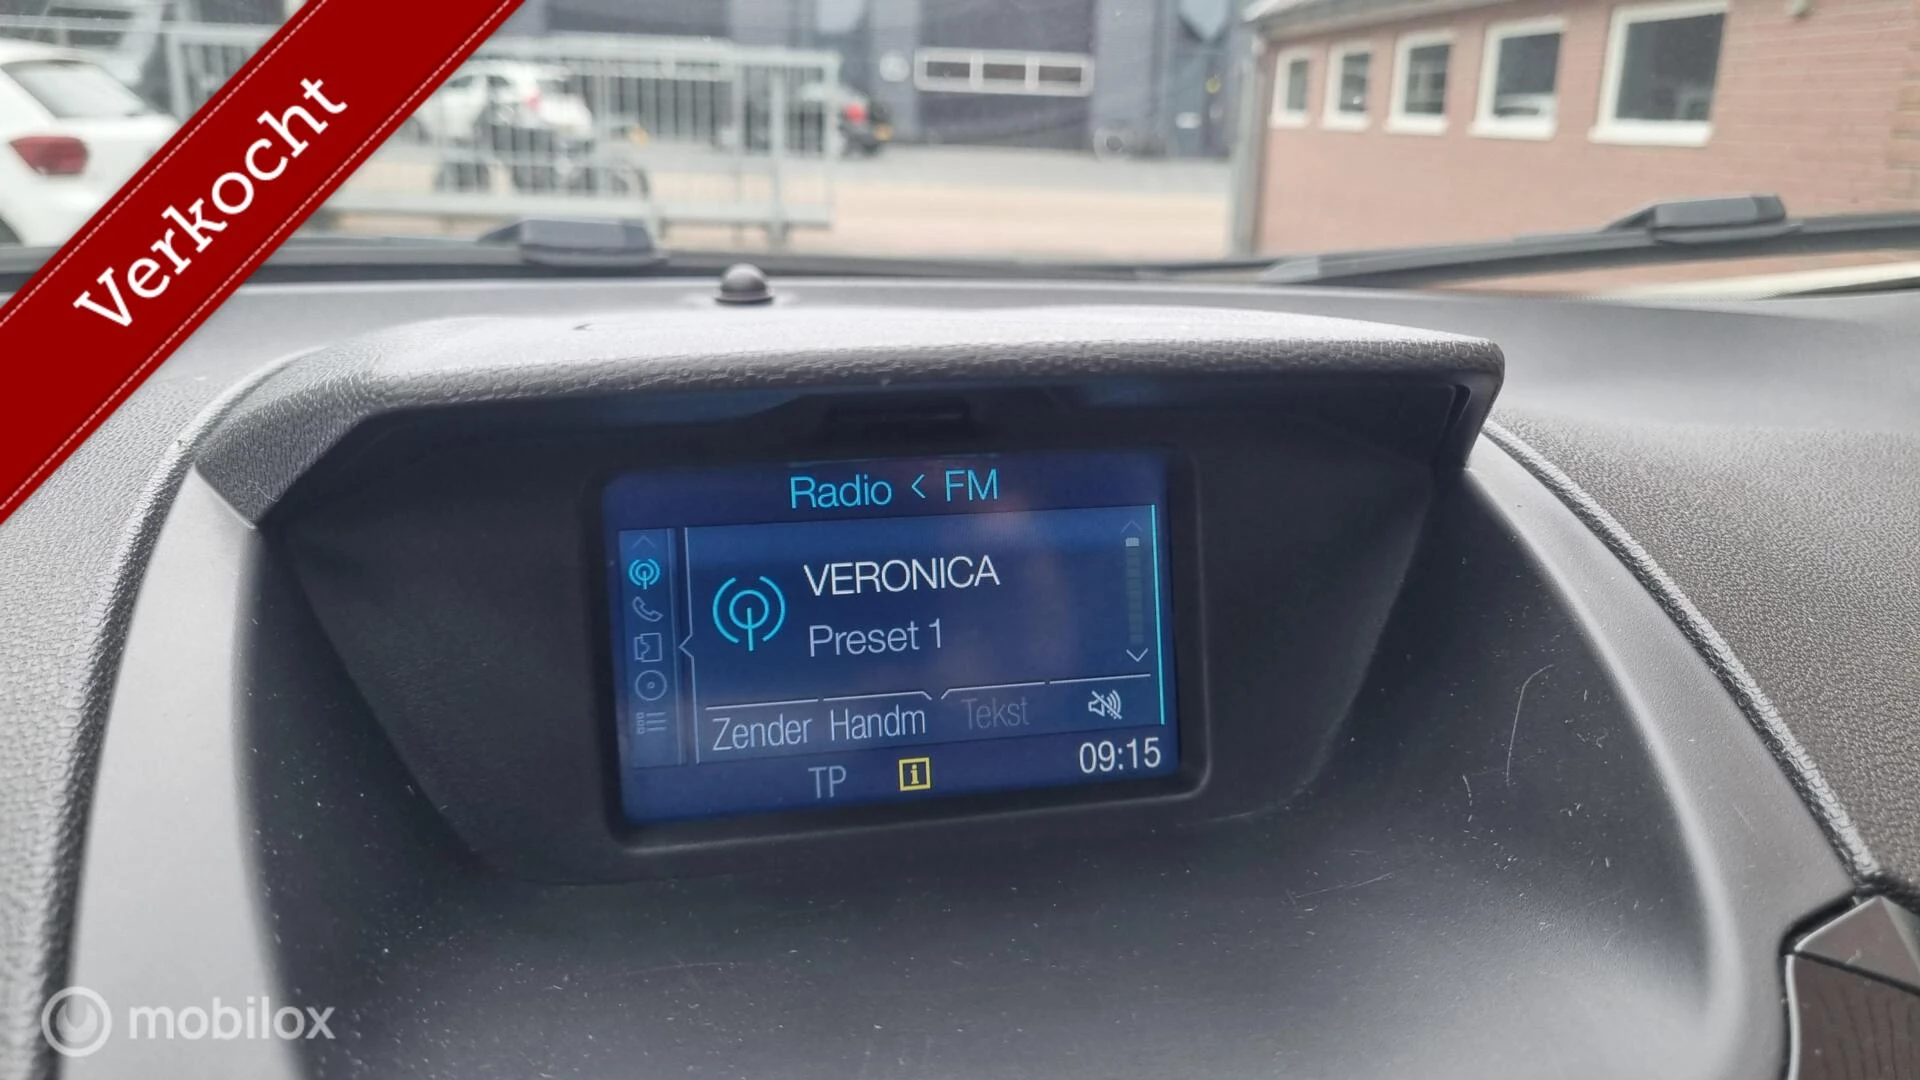 Verkocht
Radio < FM
VERONICA
Preset 1
Zender Handm Tekst
TP i 09:15
mobilox